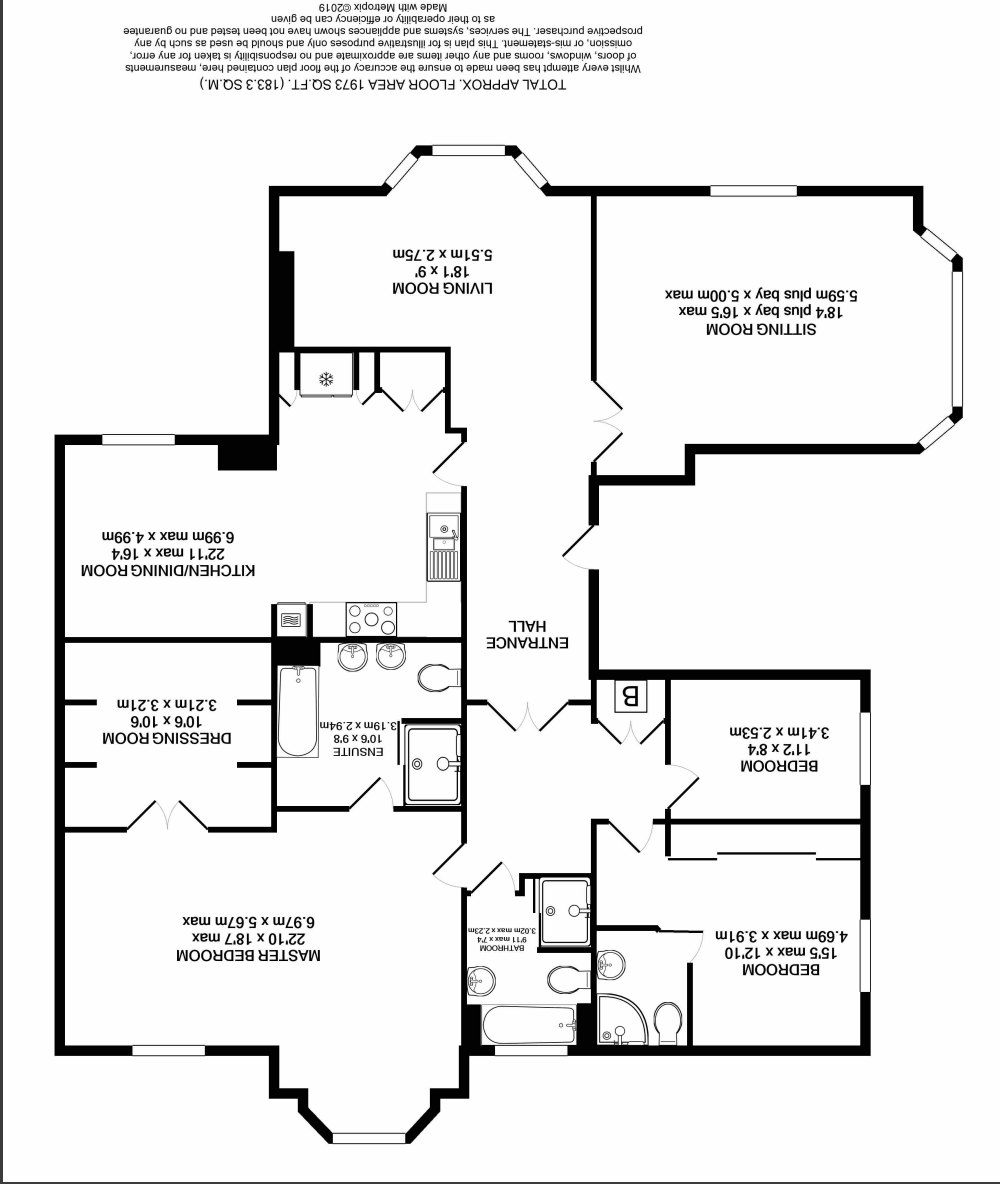 BEDROOM
15'5 max x 12'10
4.69m max x 3.91m
BATHROOM
9'11 max x 7'4
3.02m max x 2.23m
MASTER BEDROOM
22'10 x 18'7 max
6.97m x 5.67m max
BEDROOM
11'2 x 8'4
3.41m x 2.53m
B
ENSUITE
10'6 x 9'8
3.19m x 2.94m
DRESSING ROOM
10'6 x 10'6
3.21m x 3.21m
ENTRANCE
HALL
KITCHEN/DINING ROOM
22'11 max x 16'4
6.99m max x 4.99m
SITTING ROOM
18'4 plus bay x 16'5 max
5.59m plus bay x 5.00m max
LIVING ROOM
18'1 x 9'
5.51m x 2.75m
TOTAL APPROX. FLOOR AREA 1973 SQ.FT. (183.3 SQ.M.)
Whilst every attempt has been made to ensure the accuracy of the floor plan contained here, measurements
of doors, windows, rooms and any other items are approximate and no responsibility is taken for any error,
omission, or mis-statement. This plan is for illustrative purposes only and should be used as such by any
prospective purchaser. The services, systems and appliances shown have not been tested and no guarantee
as to their operability or efficiency can be given
Made with Metropix ©2019